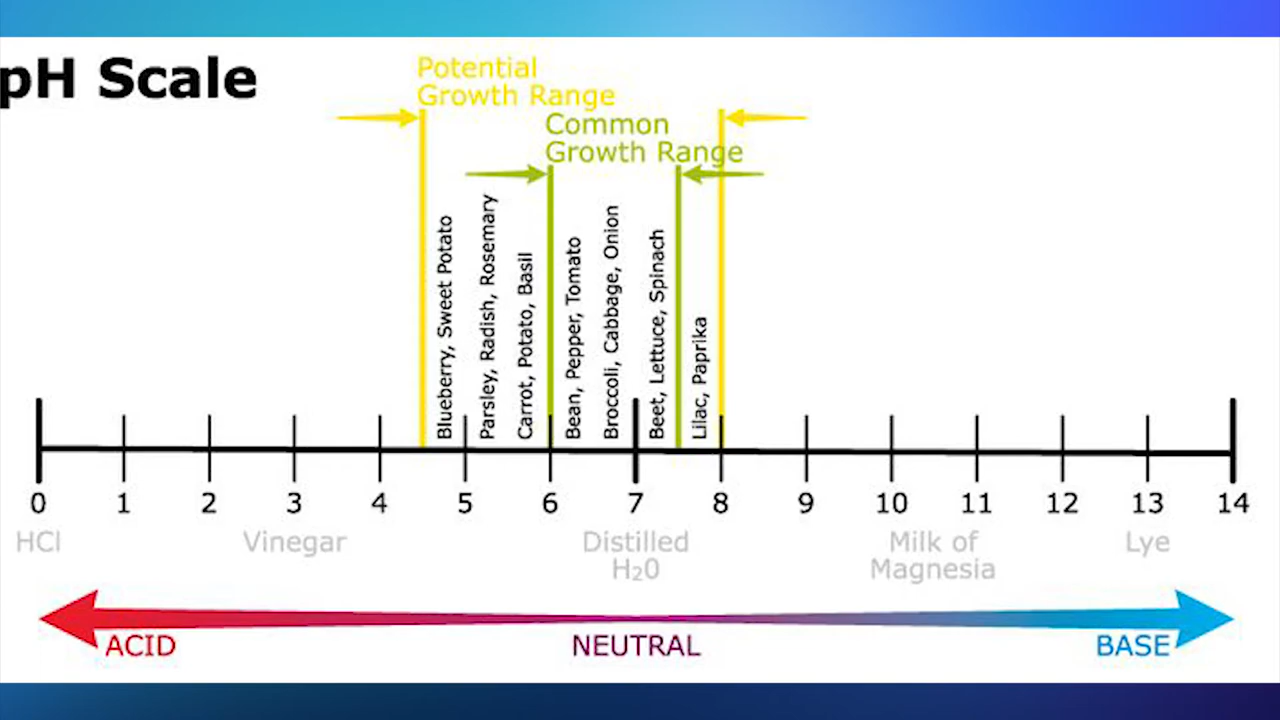 pH Scale
Potential
Growth Range
Common
Growth Range
Blueberry, Sweet Potato
Parsley, Radish, Rosemary
Carrot, Potato, Basil
Bean, Pepper, Tomato
Broccoli, Cabbage, Onion
Beet, Lettuce, Spinach
Lilac, Paprika
0 1 2 3 4 5 6 7 8 9 10 11 12 13 14
HCl Vinegar Distilled Milk of Lye
H₂0 Magnesia
ACID NEUTRAL BASE